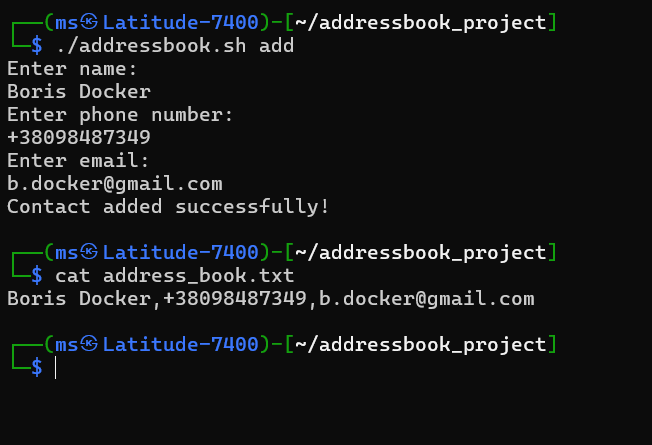 ┌──(ms㉿Latitude-7400)-[~/addressbook_project]
└─$ ./addressbook.sh add
Enter name:
Boris Docker
Enter phone number:
+38098487349
Enter email:
b.docker@gmail.com
Contact added successfully!
┌──(ms㉿Latitude-7400)-[~/addressbook_project]
└─$ cat address_book.txt
Boris Docker,+38098487349,b.docker@gmail.com
┌──(ms㉿Latitude-7400)-[~/addressbook_project]
└─$